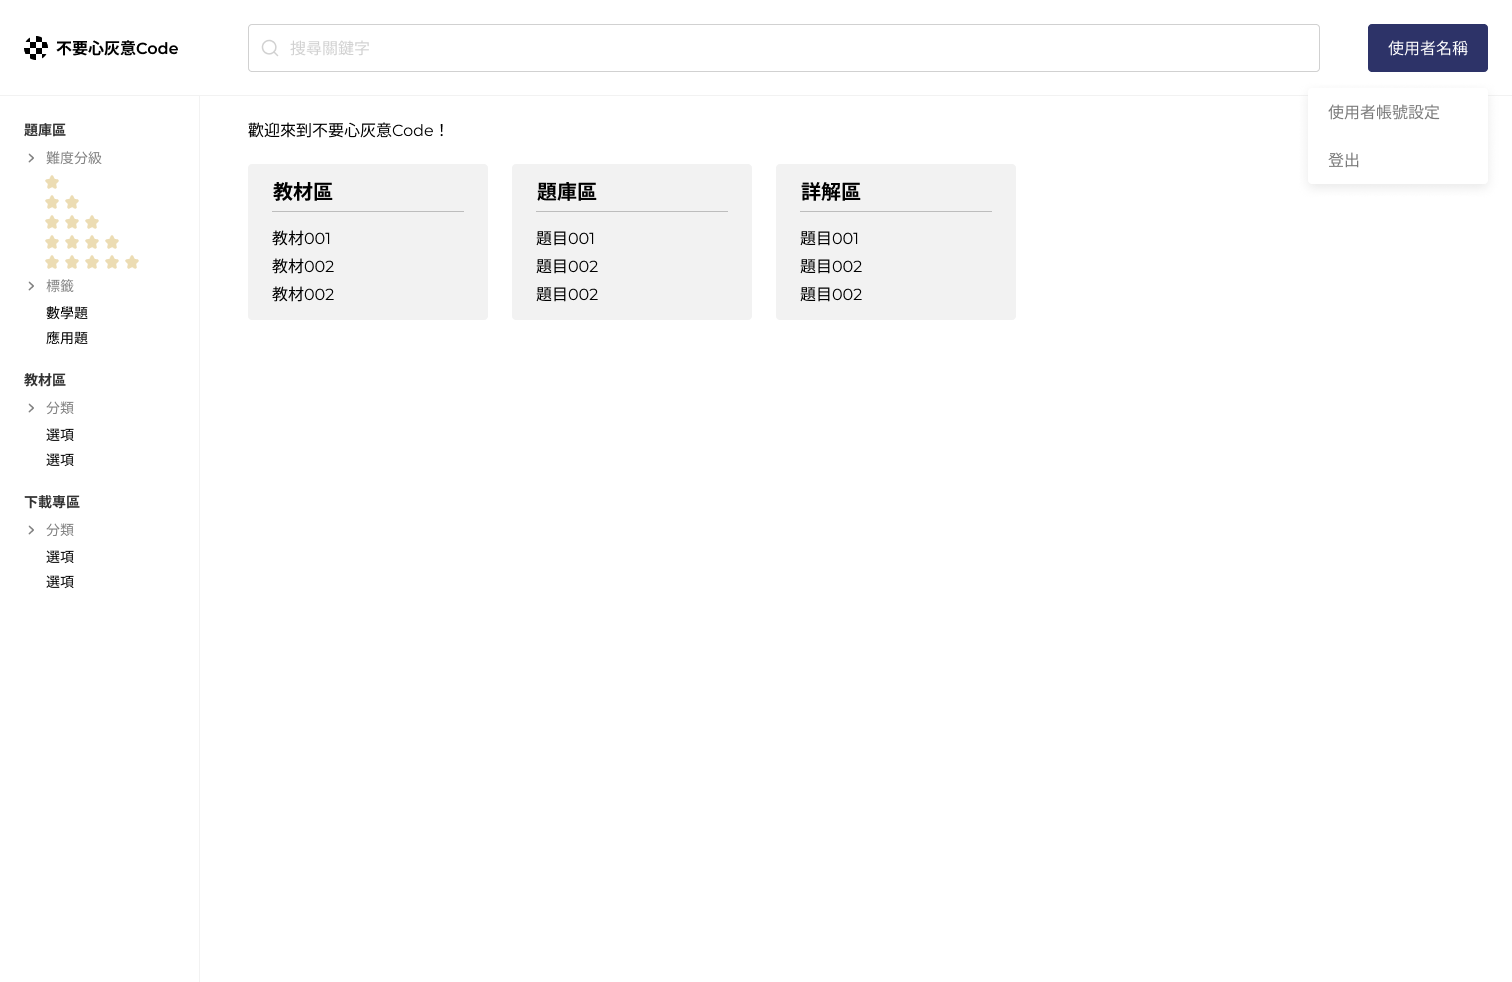 不要心灰意Code
搜尋關鍵字
使用者名稱
使用者帳號設定
登出
題庫區
難度分級
標籤
數學題
應用題
教材區
分類
選項
選項
下載專區
分類
選項
選項
歡迎來到不要心灰意Code！
教材區
教材001
教材002
教材002
題庫區
題目001
題目002
題目002
詳解區
題目001
題目002
題目002